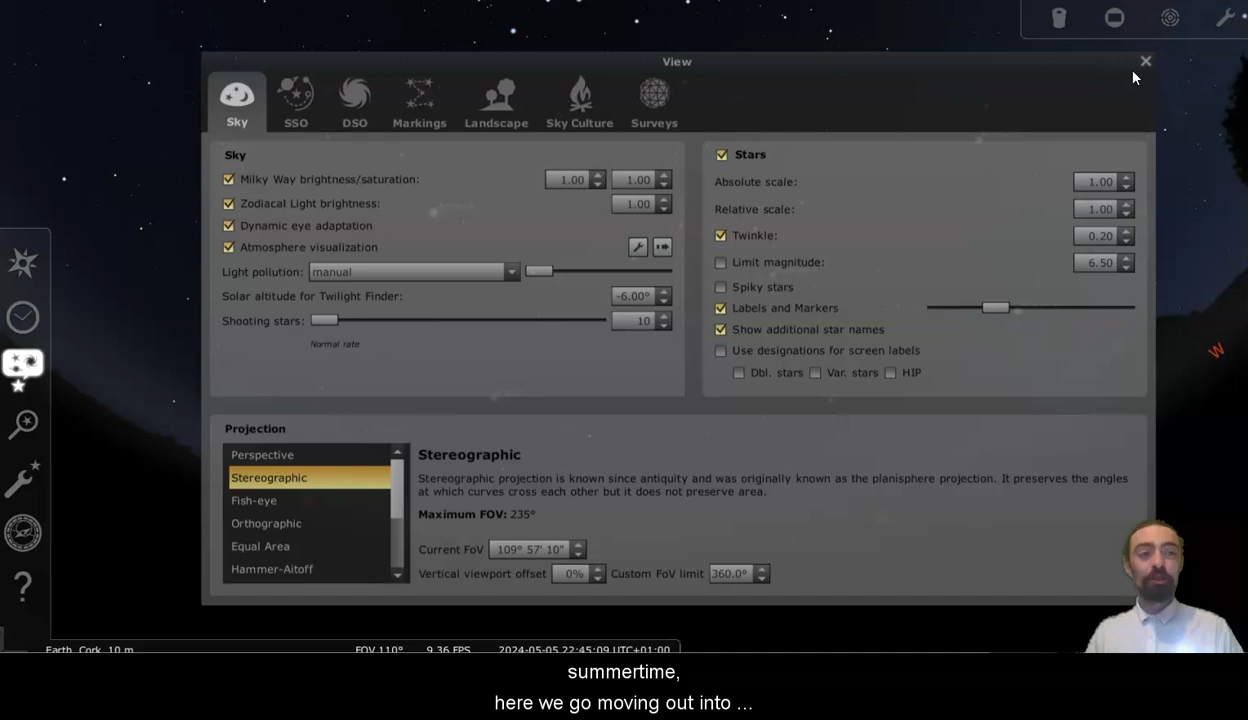 View
Sky SSO DSO Markings Landscape Sky Culture Surveys
Sky
Milky Way brightness/saturation: 1.00 1.00
Zodiacal Light brightness: 1.00
Dynamic eye adaptation
Atmosphere visualization
Light pollution: manual
Solar altitude for Twilight Finder: -6.00°
Shooting stars: 10
Normal rate
Stars
Absolute scale: 1.00
Relative scale: 1.00
Twinkle: 0.20
Limit magnitude: 6.50
Spiky stars
Labels and Markers
Show additional star names
Use designations for screen labels
Dbl. stars Var. stars HIP
W
Projection
Perspective
Stereographic
Fish-eye
Orthographic
Equal Area
Hammer-Aitoff
Stereographic
Stereographic projection is known since antiquity and was originally known as the planisphere projection. It preserves the angles
at which curves cross each other but it does not preserve area.
Maximum FOV: 235°
Current FoV 109° 57' 10"
Vertical viewport offset 0% Custom FoV limit 360.0°
Earth, Cork, 10 m FOV 110° 9.36 FPS 2024-05-05 22:45:09 UTC+01:00
summertime,
here we go moving out into ...